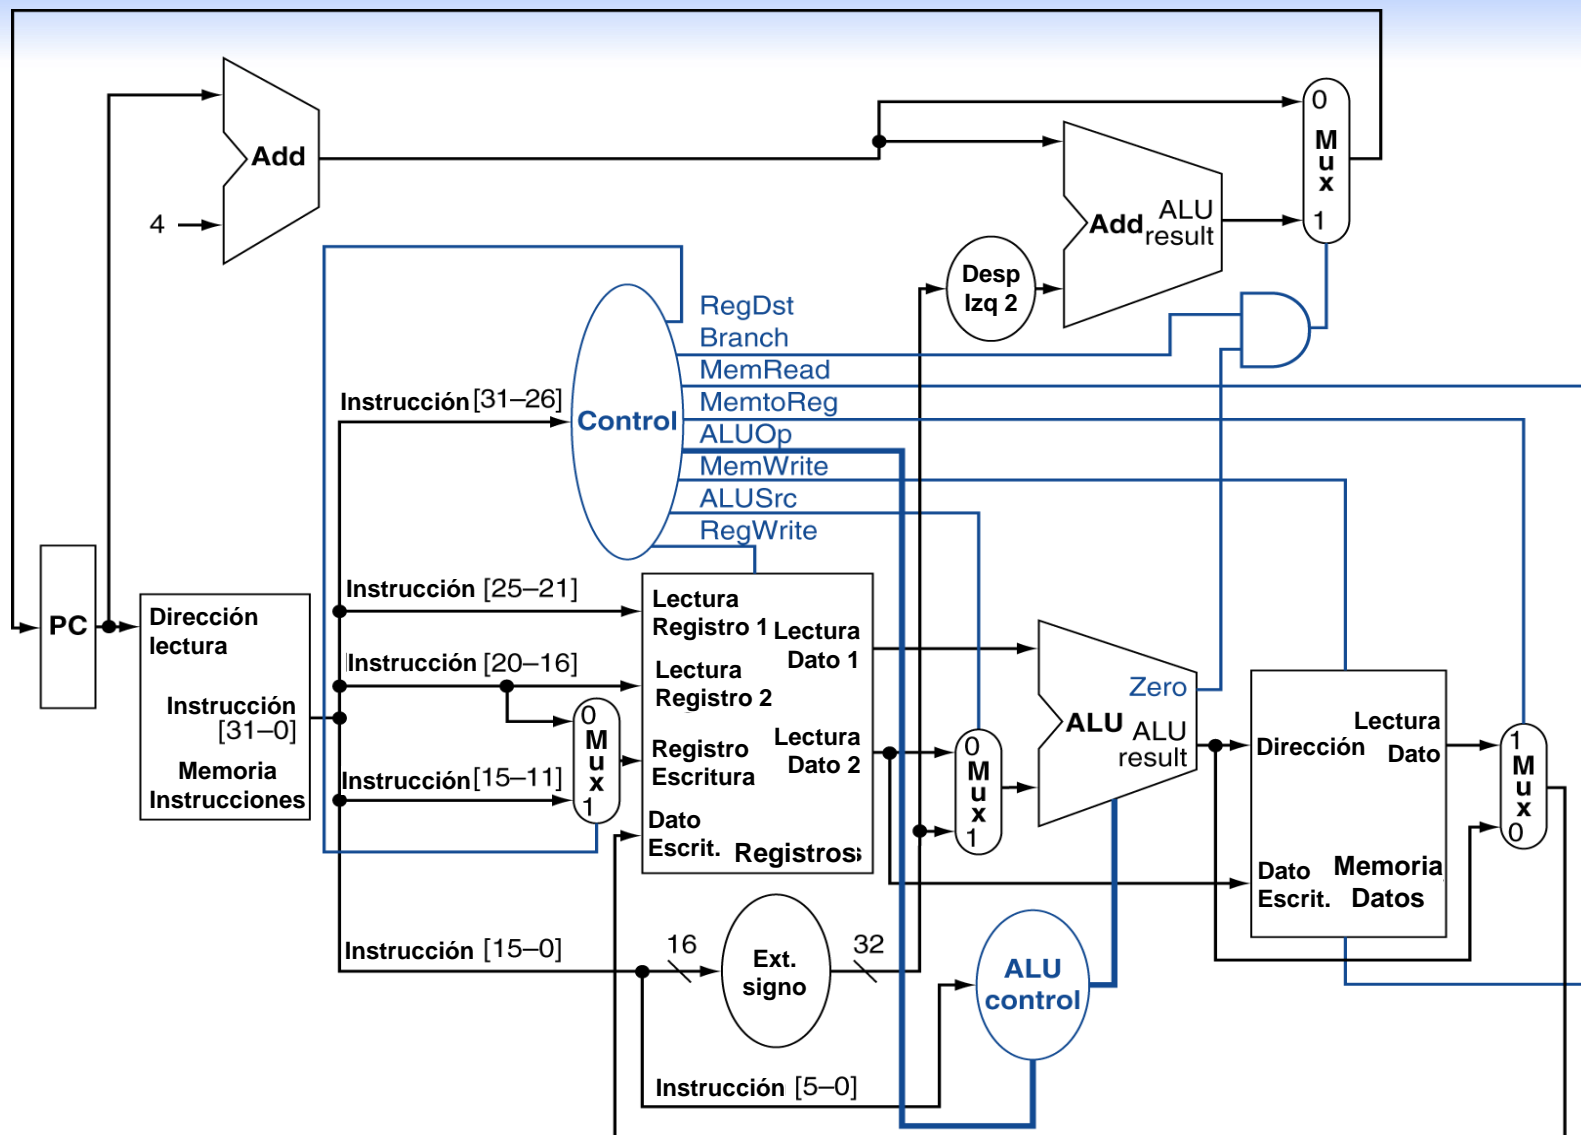 Add
4
0
Mux
1
Add
ALU
result
Desp
Izq 2
RegDst
Branch
MemRead
MemtoReg
ALUOp
MemWrite
ALUSrc
RegWrite
Control
Instrucción [31–26]
PC
Dirección
lectura
Instrucción
[31–0]
Memoria
Instrucciones
Instrucción [25–21]
Instrucción [20–16]
0
Mux
1
Instrucción [15–11]
Lectura
Registro 1
Lectura
Dato 1
Lectura
Registro 2
Registro
Escritura
Lectura
Dato 2
Dato
Escrit.
Registros
0
Mux
1
Zero
ALU
ALU
result
Dirección
Lectura
Dato
Dato
Escrit.
Memoria
Datos
1
Mux
0
Instrucción [15–0]
16
Ext.
signo
32
ALU
control
Instrucción [5–0]